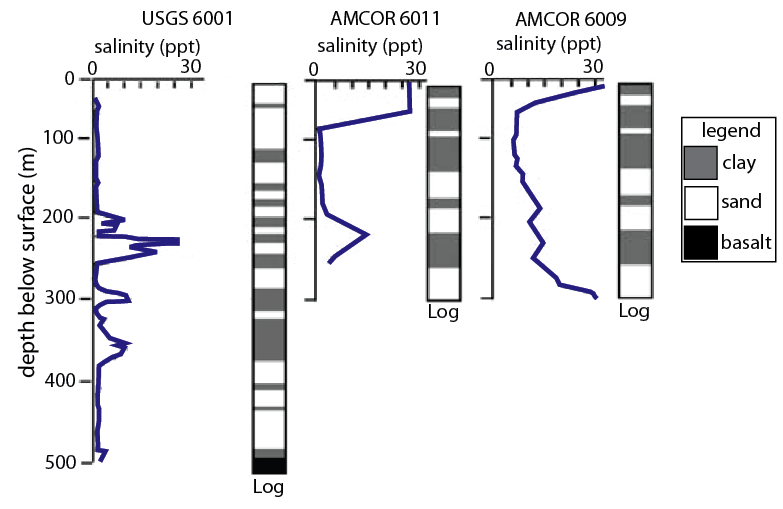 USGS 6001
AMCOR 6011
AMCOR 6009
salinity (ppt)
salinity (ppt)
salinity (ppt)
0 30
0 30
0 30
0
100
200
300
400
500
depth below surface (m)
Log
Log
Log
legend
clay
sand
basalt